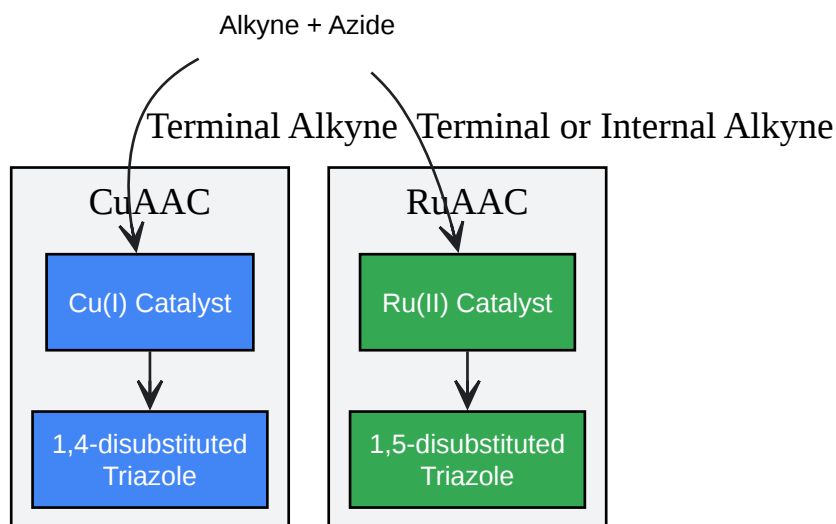 Alkyne + Azide
Terminal Alkyne
Terminal or Internal Alkyne
CuAAC
RuAAC
Cu(I) Catalyst
Ru(II) Catalyst
1,4-disubstituted
Triazole
1,5-disubstituted
Triazole